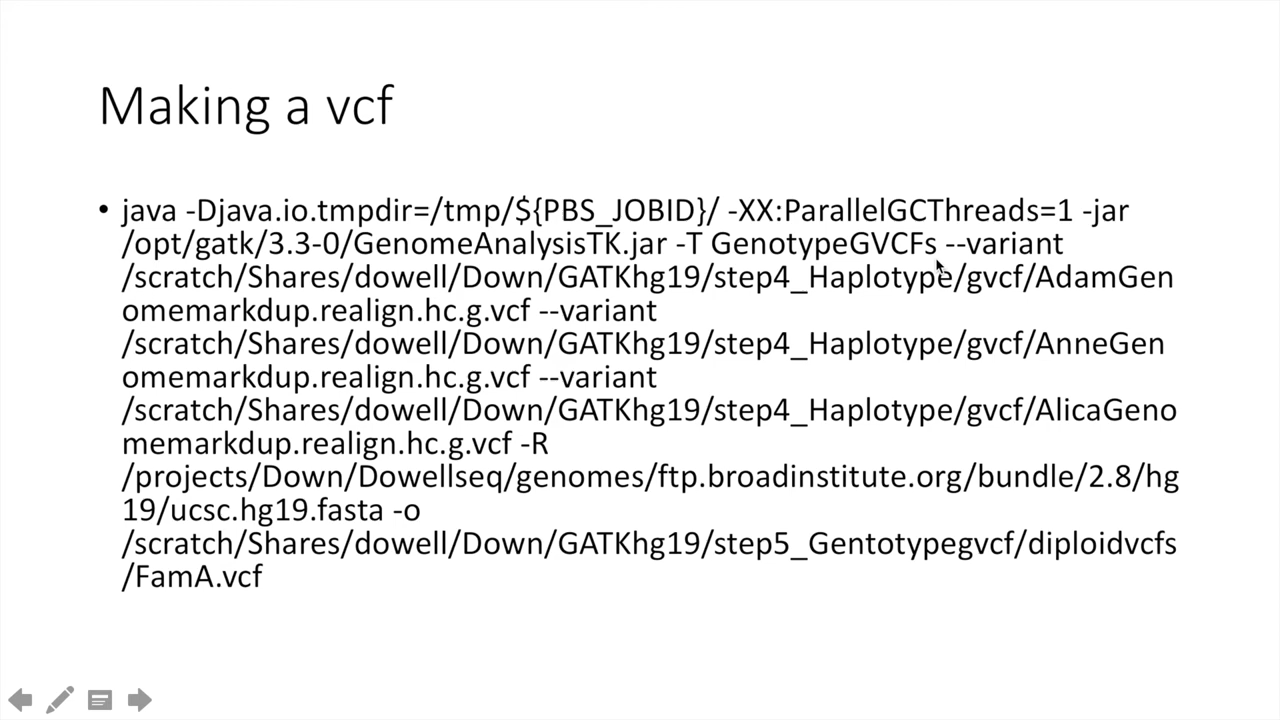 Making a vcf
• java -Djava.io.tmpdir=/tmp/${PBS_JOBID}/ -XX:ParallelGCThreads=1 -jar
/opt/gatk/3.3-0/GenomeAnalysisTK.jar -T GenotypeGVCFs --variant
/scratch/Shares/dowell/Down/GATKhg19/step4_Haplotype/gvcf/AdamGen
omemarkdup.realign.hc.g.vcf --variant
/scratch/Shares/dowell/Down/GATKhg19/step4_Haplotype/gvcf/AnneGen
omemarkdup.realign.hc.g.vcf --variant
/scratch/Shares/dowell/Down/GATKhg19/step4_Haplotype/gvcf/AlicaGeno
memarkdup.realign.hc.g.vcf -R
/projects/Down/Dowellseq/genomes/ftp.broadinstitute.org/bundle/2.8/hg
19/ucsc.hg19.fasta -o
/scratch/Shares/dowell/Down/GATKhg19/step5_Gentotypegvcf/diploidvcfs
/FamA.vcf